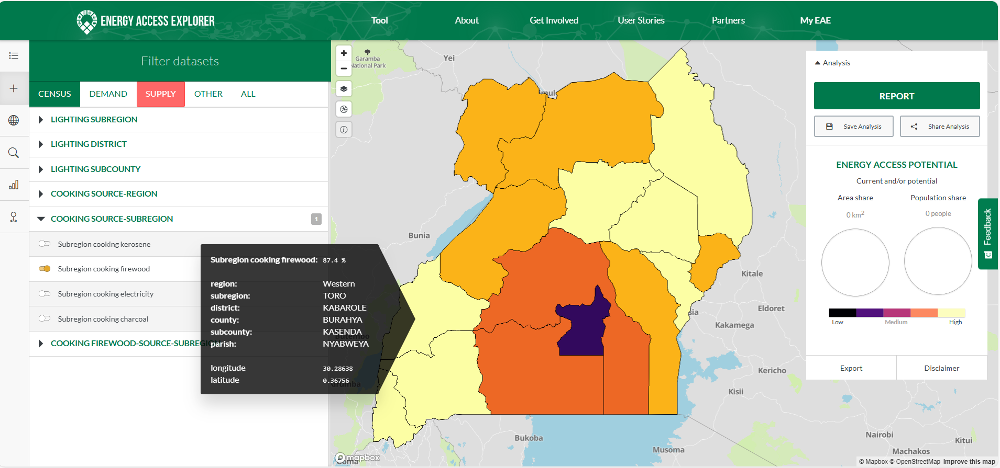 ENERGY ACCESS EXPLORER
Tool
About
Get Involved
User Stories
Partners
My EAE
Filter datasets
CENSUS
DEMAND
SUPPLY
OTHER
ALL
LIGHTING SUBREGION
LIGHTING DISTRICT
LIGHTING SUBCOUNTY
COOKING SOURCE-REGION
COOKING SOURCE-SUBREGION
1
Subregion cooking kerosene
Subregion cooking firewood
Subregion cooking electricity
Subregion cooking charcoal
COOKING FIREWOOD-SOURCE-SUBREGION
Subregion cooking firewood: 87.4 %
region: Western
subregion: TORO
district: KABAROLE
county: BURAHYA
subcounty: KASENDA
parish: NYABWEYA
longitude 30.28638
latitude 0.36756
Garamba
National Park
Yei
Bunia
Kitale
Eldoret
Kakamega
Kericho
Kisii
Bukoba
Musoma
Nairobi
Kitui
Machakos
Goma
mapbox
Analysis
REPORT
Save Analysis
Share Analysis
ENERGY ACCESS POTENTIAL
Current and/or potential
Area share
Population share
0 km2
0 people
Low
Medium
High
Export
Disclaimer
Feedback
© Mapbox © OpenStreetMap Improve this map